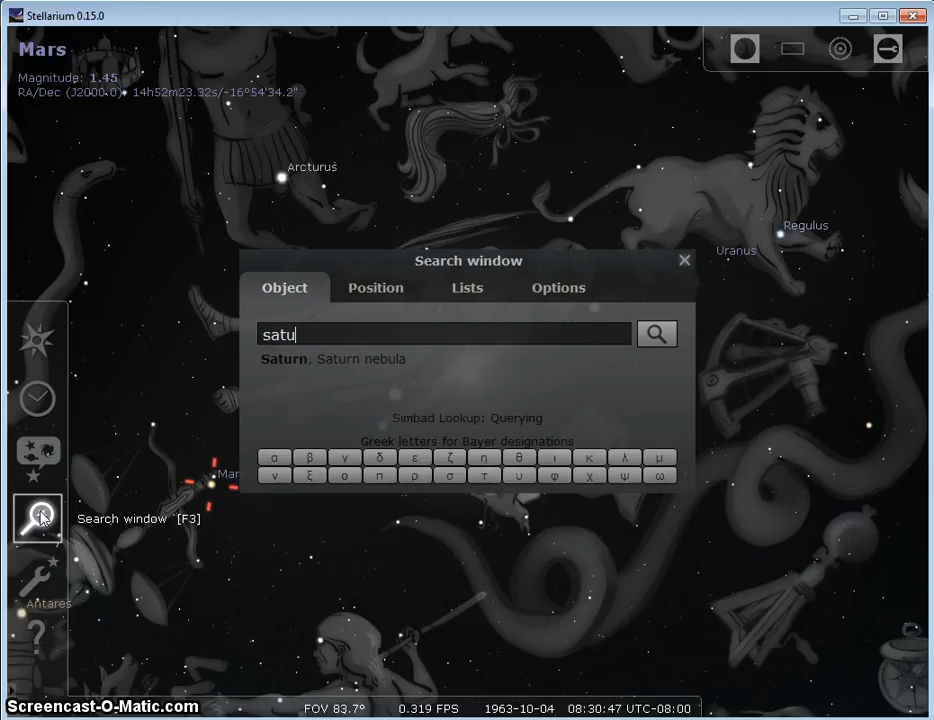 Stellarium 0.15.0
Mars
Magnitude: 1.45
RA/Dec (J2000.0): 14h52m23.32s/-16°54'34.2"
Arcturus
Regulus
Uranus
Search window
Object Position Lists Options
satu
Saturn, Saturn nebula
Simbad Lookup: Querying
Greek letters for Bayer designations
α β γ δ ε ζ η θ ι κ λ μ
ν ξ ο π ρ σ τ υ φ χ ψ ω
Mar
Search window [F3]
Antares
Screencast-O-Matic.com
FOV 83.7° 0.319 FPS 1963-10-04 08:30:47 UTC-08:00